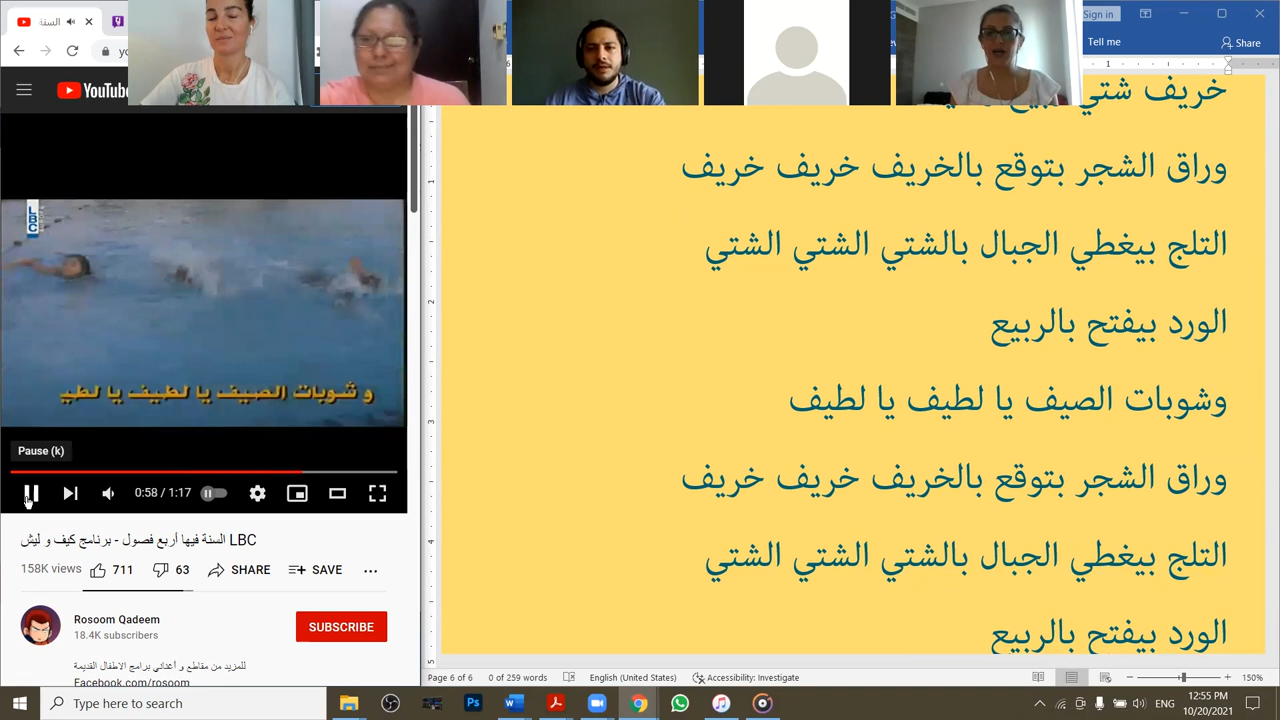 السنة
Sign in
Tell me
Share
YouTube
LBC
و شوبات الصيف يا لطيف يا لطي
Pause (k)
0:58 / 1:17
السنة فيها أربع فصول - برنامج كيف و ليش LBC
158K views
711
63
SHARE
SAVE
Rosoom Qadeem
18.4K subscribers
SUBSCRIBE
للمزيد من مقاطع و أغاني برامج الاطفال القديمة
Facebook.com/rosoom
خريف شتي
وراق الشجر بتوقع بالخريف خريف خريف
التلج بيغطي الجبال بالشتي الشتي الشتي
الورد بيفتح بالربيع
وشوبات الصيف يا لطيف يا لطيف
وراق الشجر بتوقع بالخريف خريف خريف
التلج بيغطي الجبال بالشتي الشتي الشتي
الورد بيفتح بالربيع
Page 6 of 6
0 of 259 words
English (United States)
Accessibility: Investigate
150%
Type here to search
ENG
12:55 PM
10/20/2021